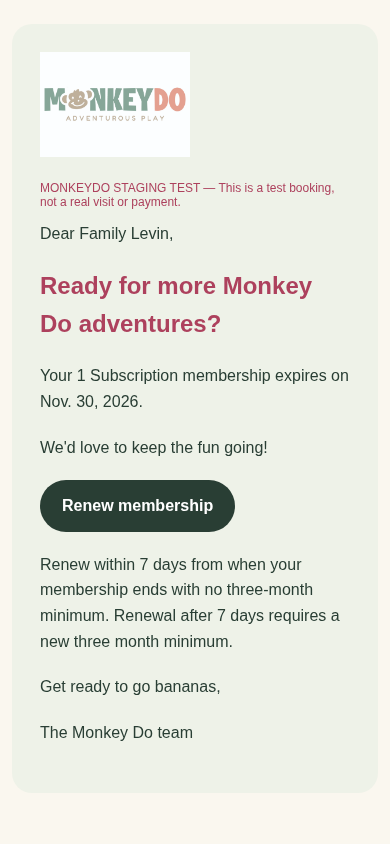 MONKEYDO
ADVENTUROUS PLAY
MONKEYDO STAGING TEST — This is a test booking,
not a real visit or payment.
Dear Family Levin,
Ready for more Monkey
Do adventures?
Your 1 Subscription membership expires on
Nov. 30, 2026.
We'd love to keep the fun going!
Renew membership
Renew within 7 days from when your
membership ends with no three-month
minimum. Renewal after 7 days requires a
new three month minimum.
Get ready to go bananas,
The Monkey Do team